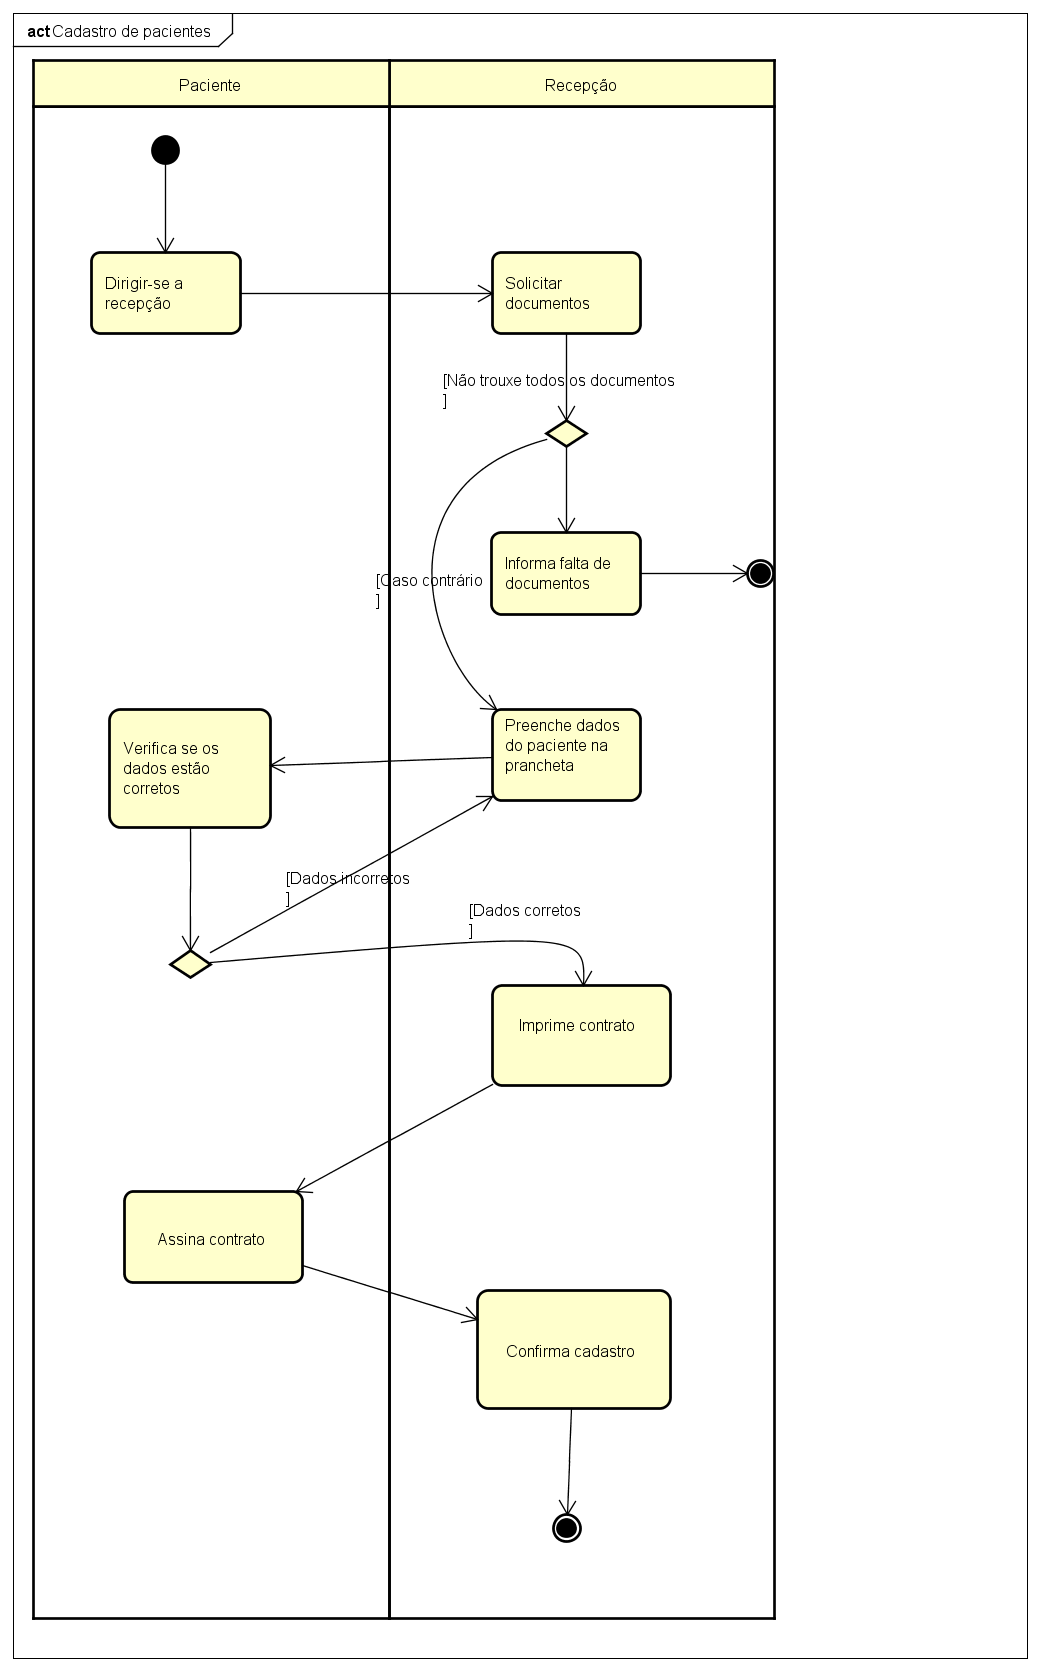 act Cadastro de pacientes
Paciente
Recepção
Dirigir-se a
recepção
Solicitar
documentos
[Não trouxe todos os documentos
]
Informa falta de
documentos
[Caso contrário
]
Preenche dados
do paciente na
prancheta
Verifica se os
dados estão
corretos
[Dados incorretos
]
[Dados corretos
]
Imprime contrato
Assina contrato
Confirma cadastro